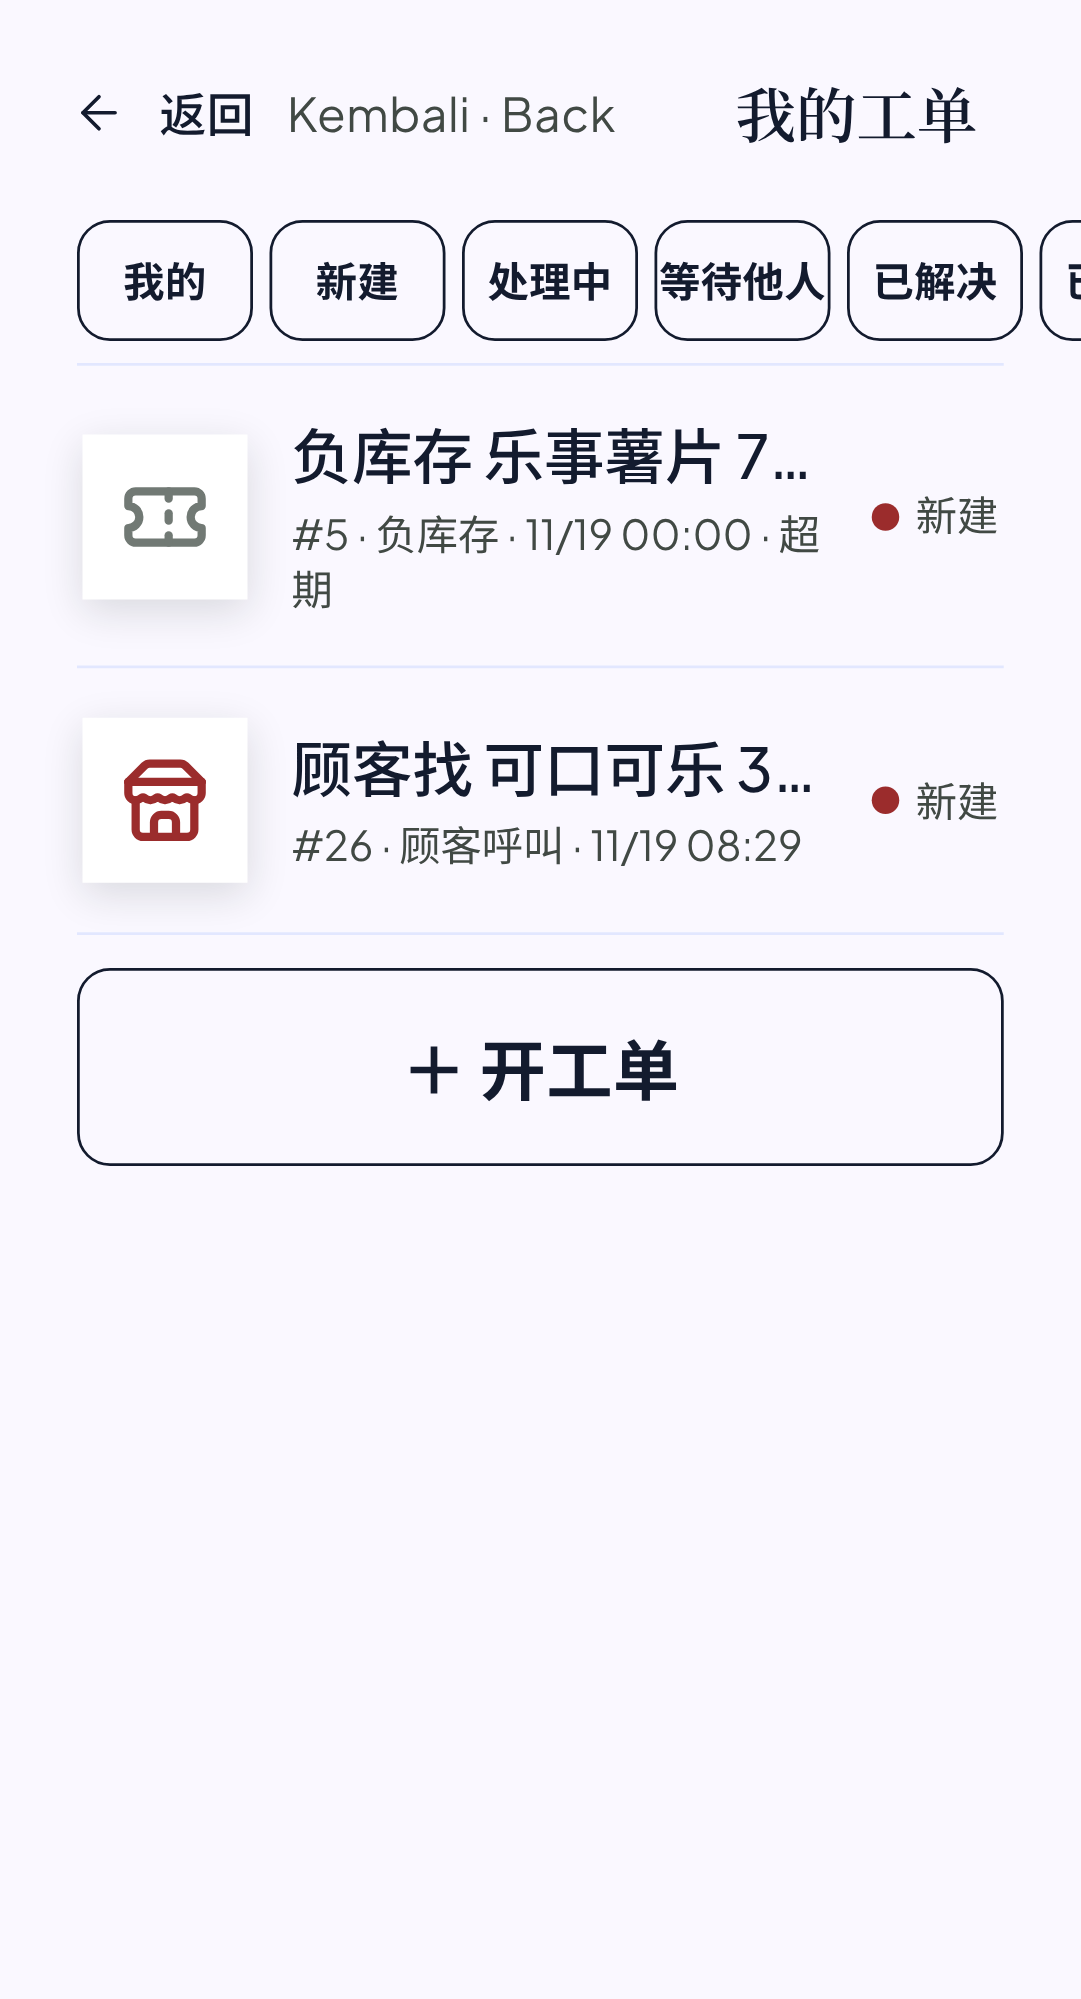 返回 Kembali · Back 我的工单
我的 新建 处理中 等待他人 已解决
负库存 乐事薯片 7...
#5 · 负库存 · 11/19 00:00 · 超
期
新建
顾客找 可口可乐 3...
#26 · 顾客呼叫 · 11/19 08:29
新建
+ 开工单